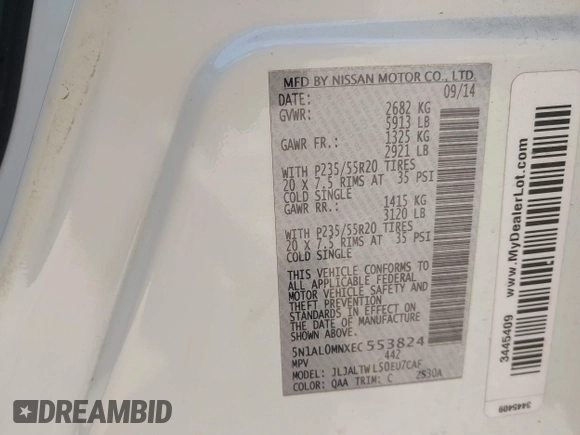 MFD BY NISSAN MOTOR CO., LTD.
DATE: 09/14
GVWR: 2682 KG
5913 LB
GAWR FR.: 1325 KG
2921 LB
WITH P235/55R20 TIRES
20 X 7.5 RIMS AT 35 PSI
COLD SINGLE
GAWR RR.: 1415 KG
3120 LB
WITH P235/55R20 TIRES
20 X 7.5 RIMS AT 35 PSI
COLD SINGLE
THIS VEHICLE CONFORMS TO
ALL APPLICABLE FEDERAL
MOTOR VEHICLE SAFETY AND
THEFT PREVENTION
STANDARDS IN EFFECT ON
THE DATE OF MANUFACTURE
SHOWN ABOVE.
5N1AL0MNXEC553824
MPV 442
MODEL: JLJALTWL50EU7CAF
COLOR: QAA TRIM: C 2530A
3445409
www.MyDealerLot.com
3445409
DREAMBID